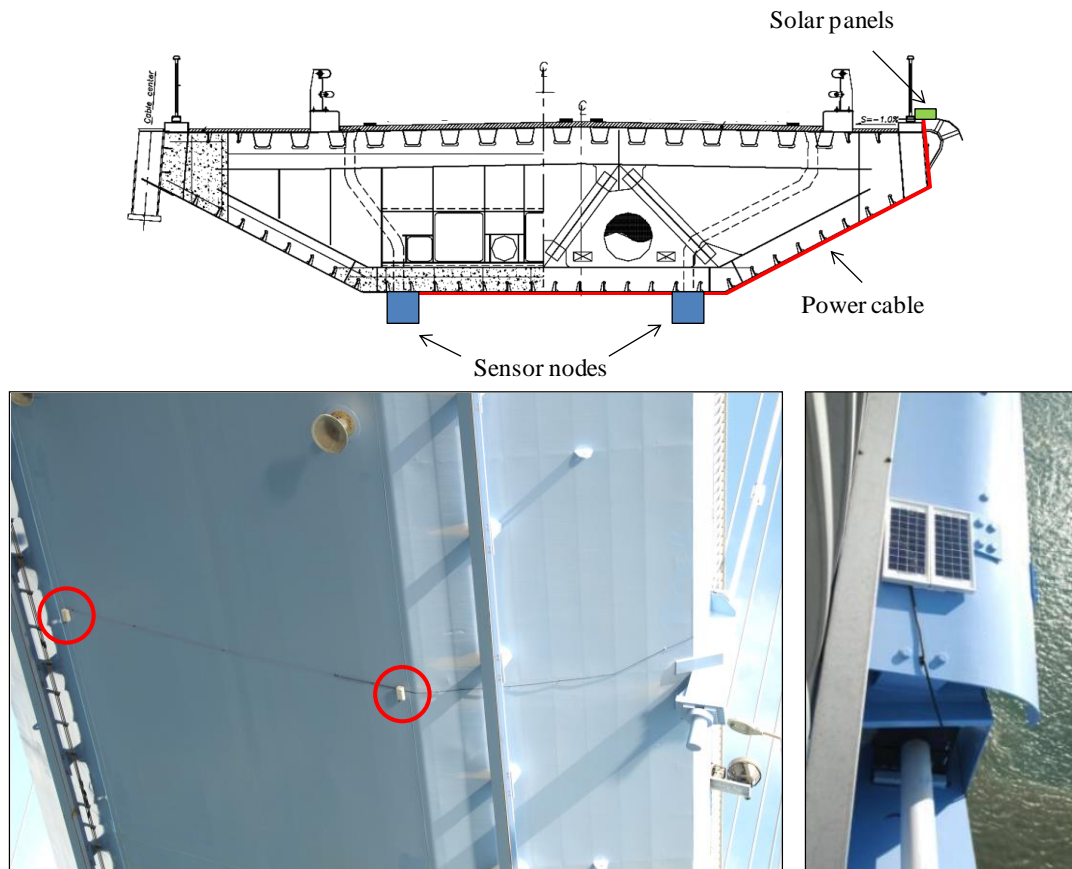 Solar panels
Cable center
C
L
C
L
S=-1.0%
Power cable
Sensor nodes